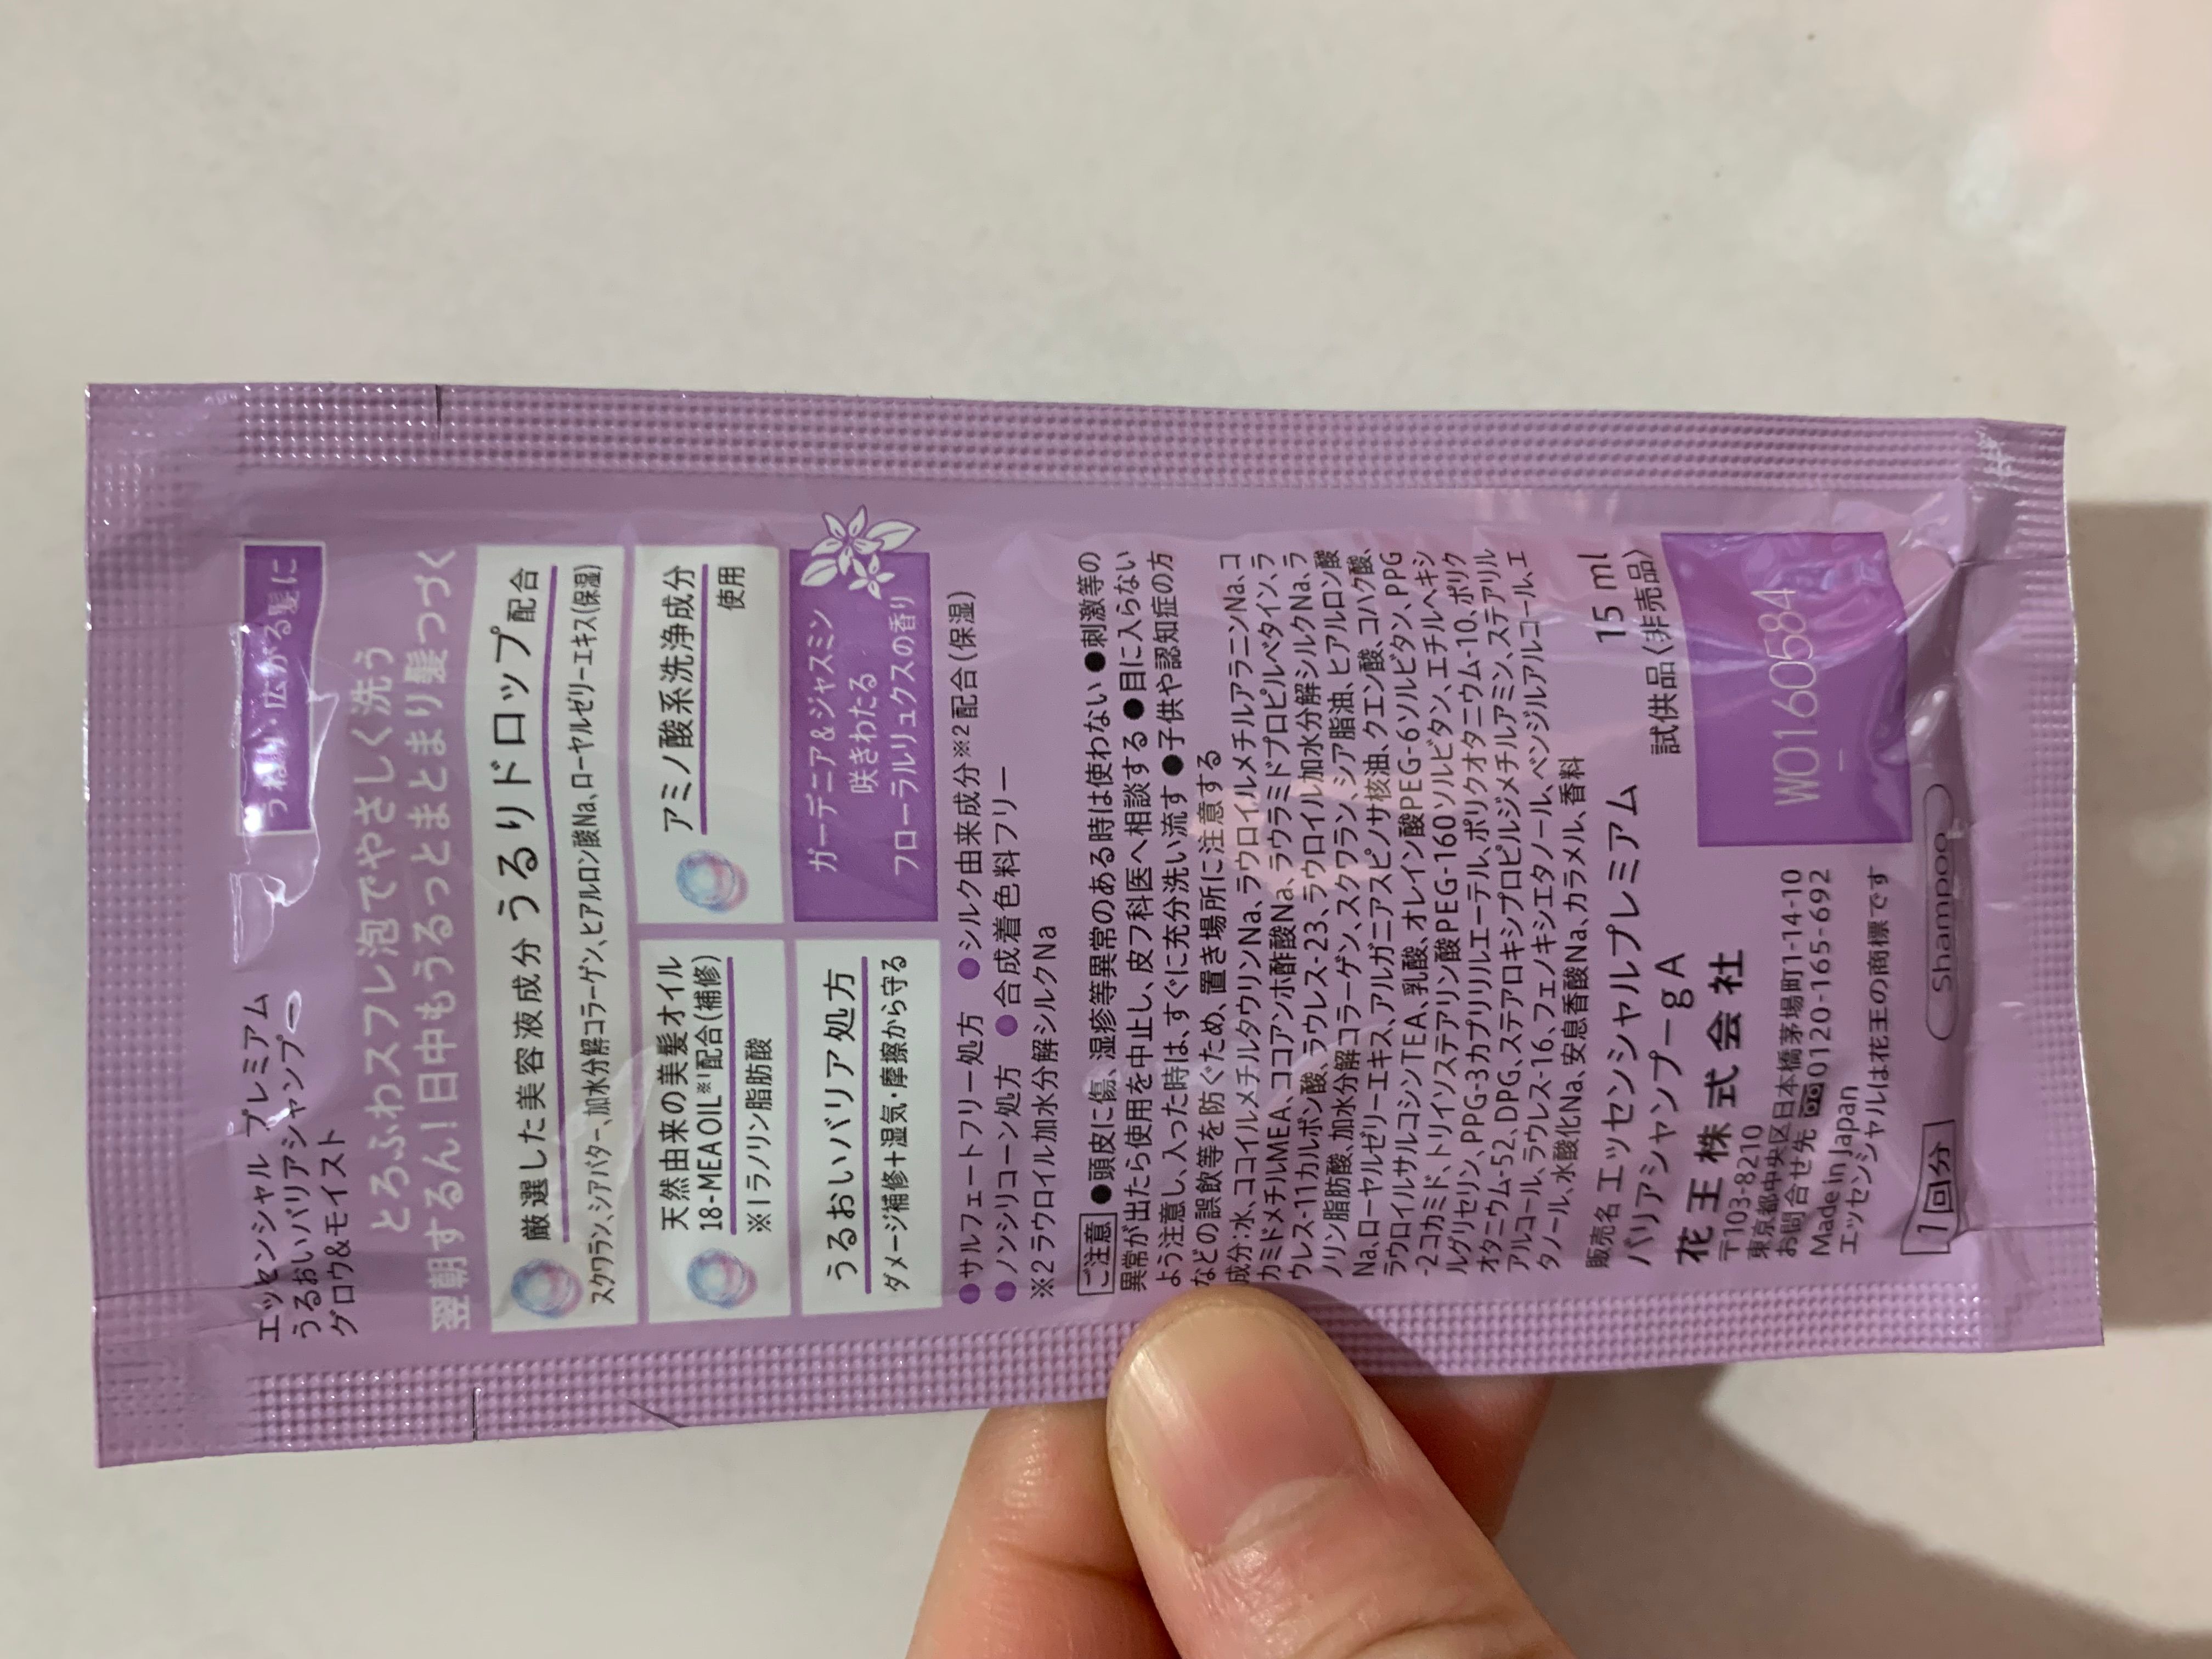 エッセンシャル プレミアム
うるおいバリアシャンプー
グロウ&モイスト
うねり・広がる髪に
とろふわスフレ泡でやさしく洗う
翌朝するん!日中もうるっとまとまり髪つづく
厳選した美容液成分 うるりドロップ配合
スクワラン、シアバター、加水分解コラーゲン、ヒアルロン酸Na、ローヤルゼリーエキス(保湿)
天然由来の美髪オイル
18-MEA OIL※1配合(補修)
※1ラノリン脂肪酸
アミノ酸系洗浄成分
使用
うるおいバリア処方
ダメージ補修+湿気・摩擦から守る
ガーデニア&ジャスミン
咲きわたる
フローラルリュクスの香り
●サルフェートフリー処方 ●シルク由来成分※2配合(保湿)
●ノンシリコーン処方 ●合成着色料フリー
※2ラウロイル加水分解シルクNa
ご注意 ●頭皮に傷、湿疹等異常のある時は使わない ●刺激等の
異常が出たら使用を中止し、皮フ科医へ相談する ●目に入らない
よう注意し、入った時は、すぐに充分洗い流す ●子供や認知症の方
などの誤飲等を防ぐため、置き場所に注意する
成分:水、ココイルメチルタウリンNa、ラウロイルメチルアラニンNa、コ
カミドメチルMEA、ココアンホ酢酸Na、ラウラミドプロピルベタイン、ラ
ウレス-11カルボン酸、ラウレス-23、ラウロイル加水分解シルクNa、ラ
ノリン脂肪酸、加水分解コラーゲン、スクワラン、シア脂油、ヒアルロン酸
Na、ローヤルゼリーエキス、アルガニアスピノサ核油、クエン酸、コハク酸、
ラウロイルサルコシンTEA、乳酸、オレイン酸PEG-6ソルビタン、PPG
-2コカミド、トリイソステアリン酸PEG-160ソルビタン、エチルヘキシ
ルグリセリン、PPG-3カプリリルエーテル、ポリクオタニウム-10、ポリク
オタニウム-52、DPG、ステアロキシプロピルジメチルアミン、ステアリル
アルコール、ラウレス-16、フェノキシエタノール、ベンジルアルコール、エ
タノール、水酸化Na、安息香酸Na、カラメル、香料
販売名 エッセンシャルプレミアム
バリアシャンプーgA
15 ml
試供品〈非売品〉
花王株式会社
〒103-8210
東京都中央区日本橋茅場町1-14-10
お問合せ先 0120-165-692
Made in Japan
エッセンシャルは花王の商標です
W0160584
1回分
Shampoo